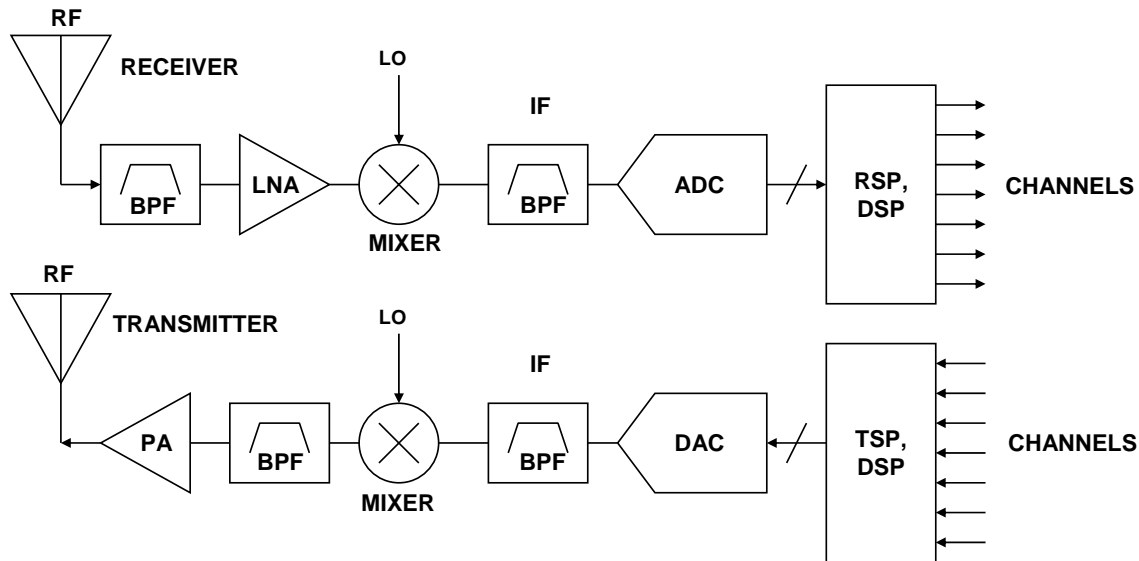 RF
RECEIVER
LO
IF
BPF
LNA
MIXER
BPF
ADC
RSP,
DSP
CHANNELS
RF
TRANSMITTER
LO
IF
PA
BPF
MIXER
BPF
DAC
TSP,
DSP
CHANNELS